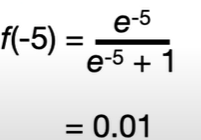 f(-5) = e⁻⁵ / e⁻⁵ + 1
= 0.01